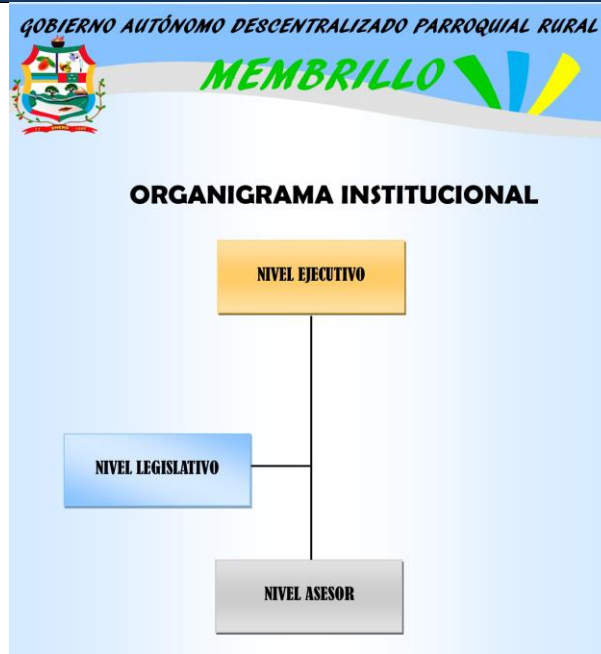 GOBIERNO AUTÓNOMO DESCENTRALIZADO PARROQUIAL RURAL
MEMBRILLO
ORGANIGRAMA INSTITUCIONAL
NIVEL EJECUTIVO
NIVEL LEGISLATIVO
NIVEL ASESOR